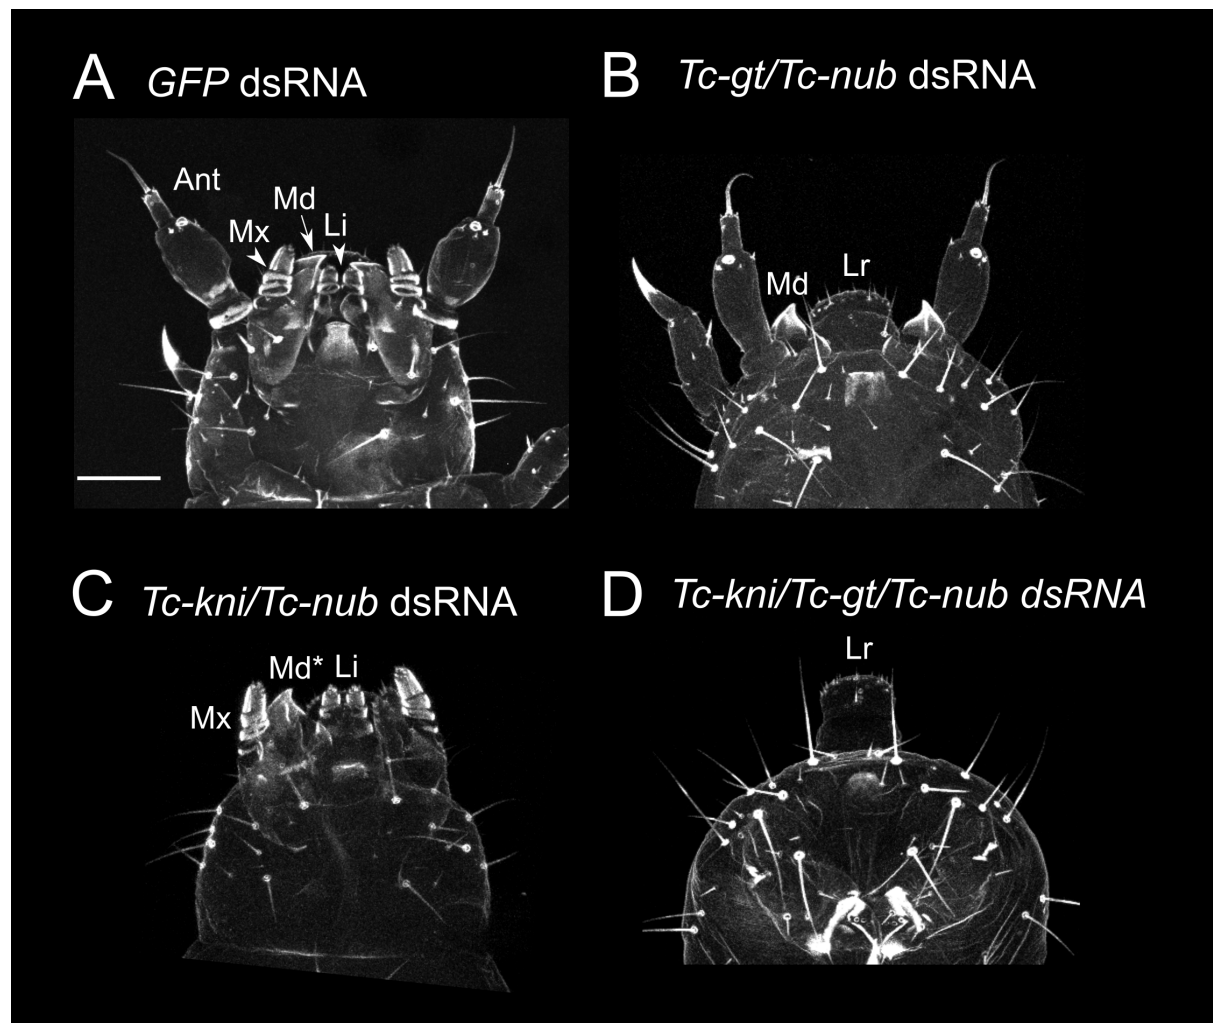 A GFP dsRNA
Ant
Md
Mx
Li
B Tc-gt/Tc-nub dsRNA
Lr
Md
C Tc-kni/Tc-nub dsRNA
Md* Li
Mx
D Tc-kni/Tc-gt/Tc-nub dsRNA
Lr